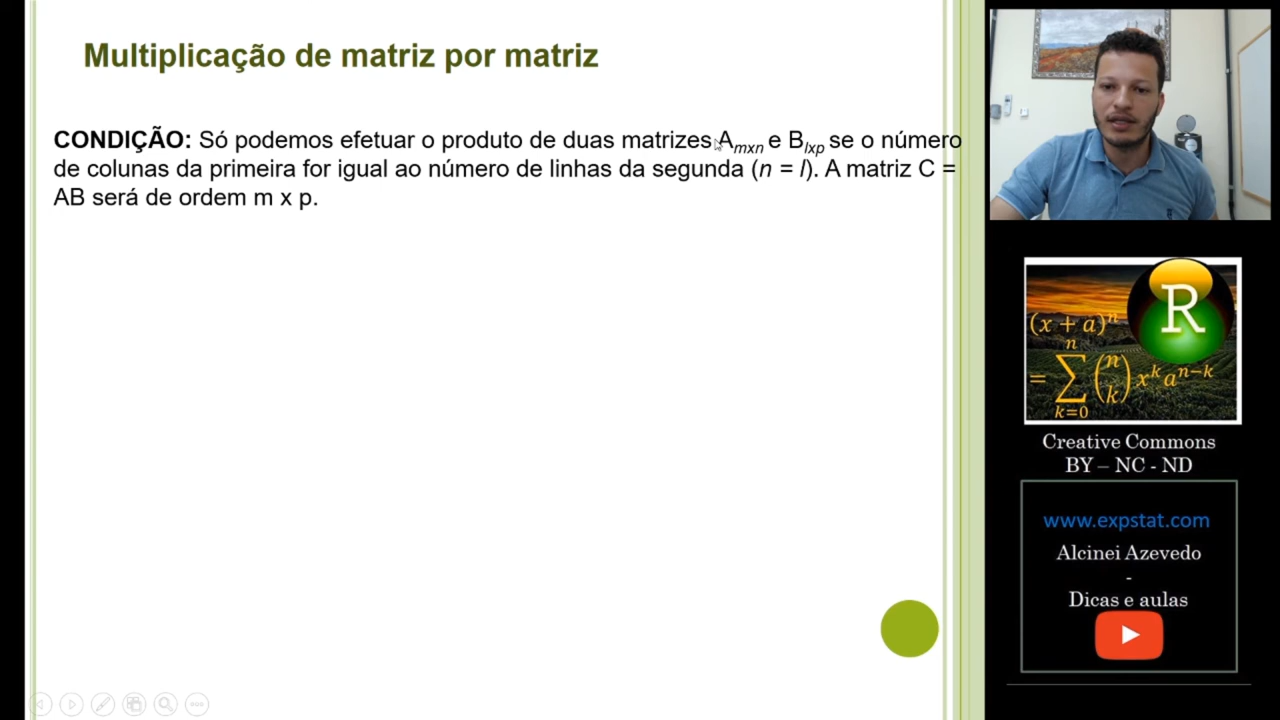 Multiplicação de matriz por matriz
CONDIÇÃO: Só podemos efetuar o produto de duas matrizes Amxn e Blxp se o número
de colunas da primeira for igual ao número de linhas da segunda (n = l). A matriz C =
AB será de ordem m x p.
R
(x + a)^n
= ∑ k=0 n (n k) x^k a^n-k
Creative Commons
BY – NC - ND
www.expstat.com
Alcinei Azevedo
-
Dicas e aulas